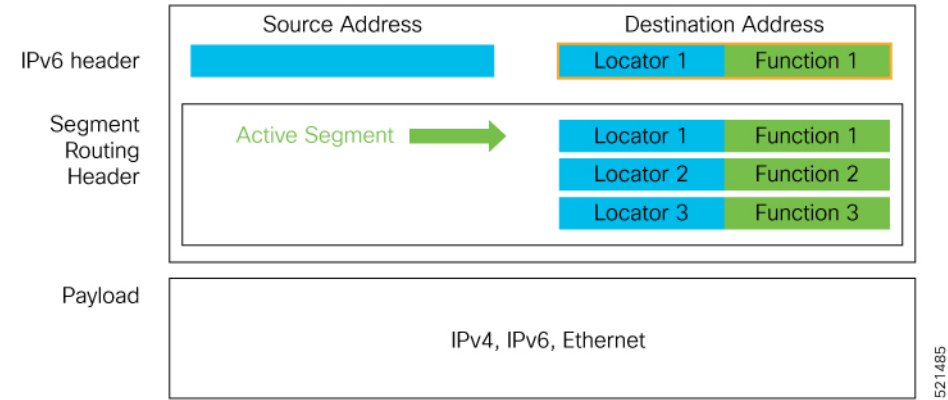 Source Address
Destination Address
IPv6 header
Locator 1
Function 1
Segment
Routing
Header
Active Segment
Locator 1
Function 1
Locator 2
Function 2
Locator 3
Function 3
Payload
IPv4, IPv6, Ethernet
521485